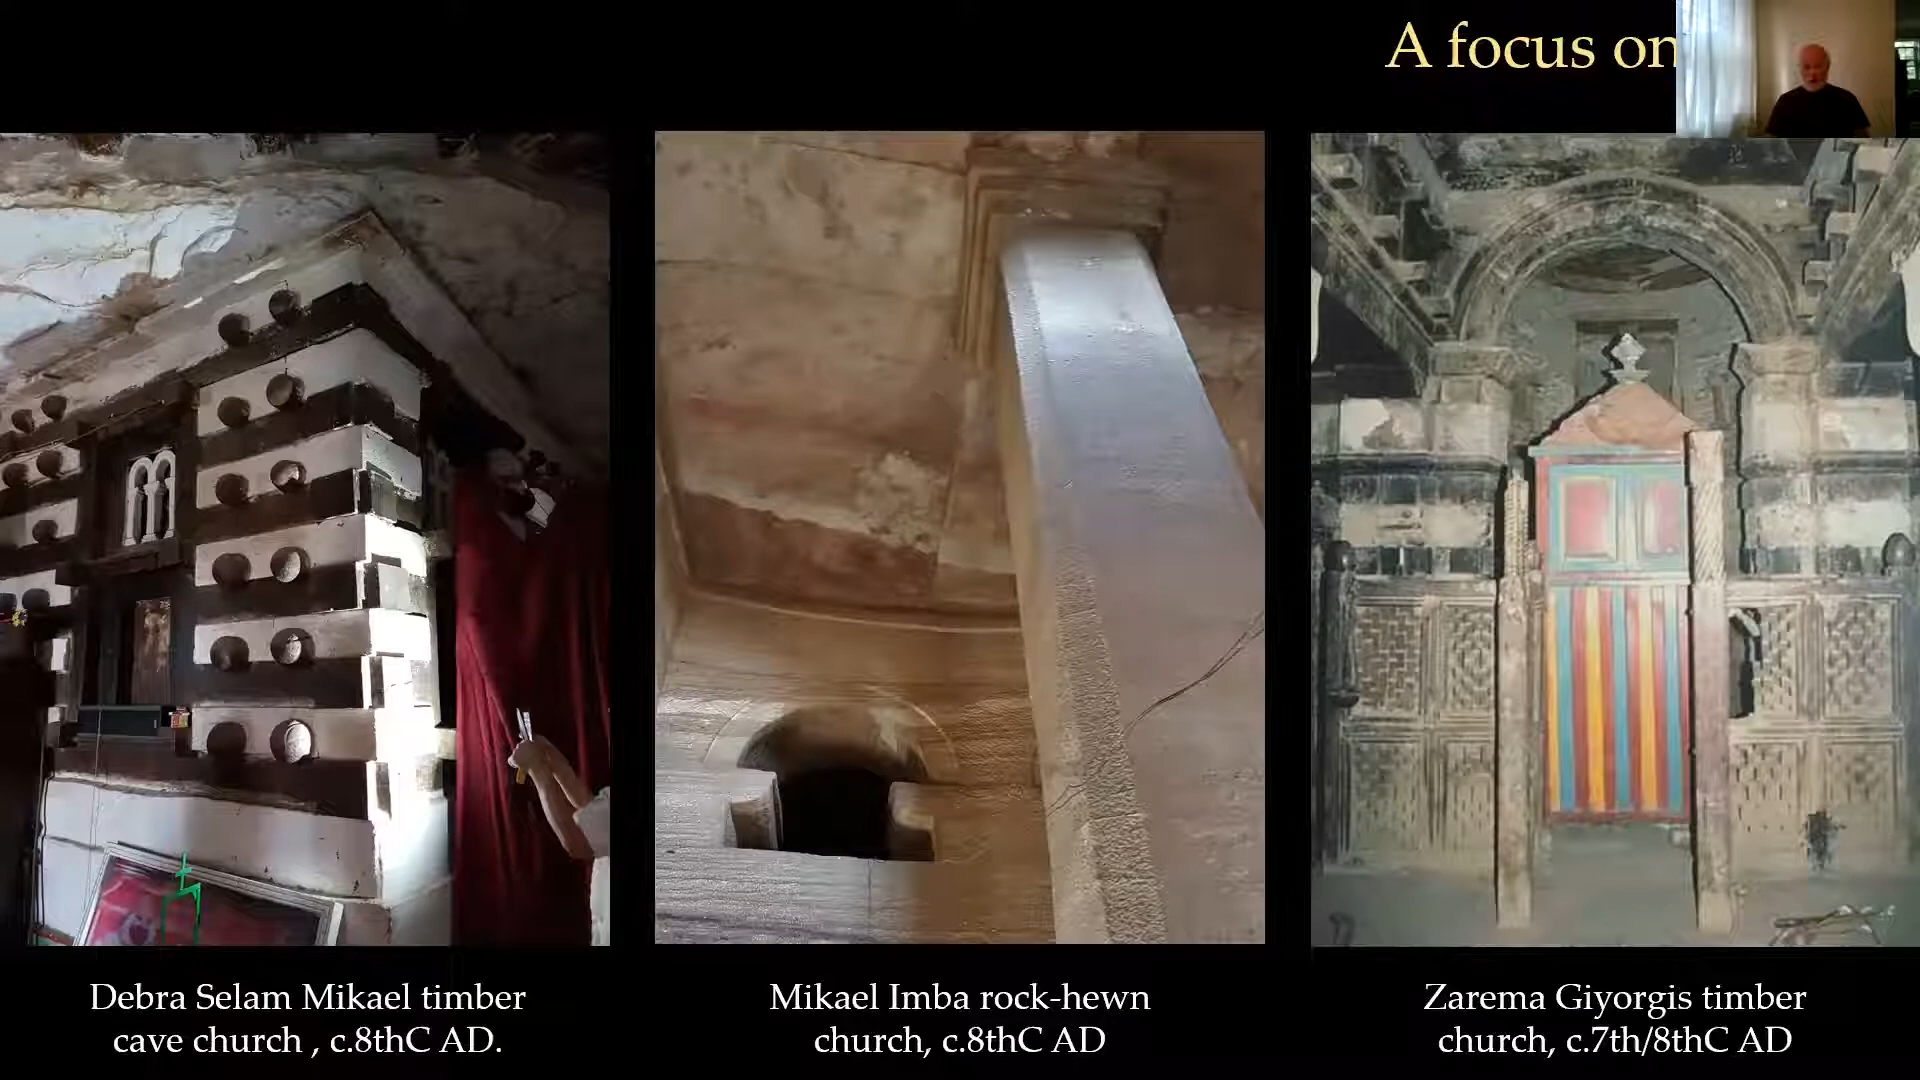 A focus on
Debra Selam Mikael timber
cave church , c.8thC AD.
Mikael Imba rock-hewn
church, c.8thC AD
Zarema Giyorgis timber
church, c.7th/8thC AD